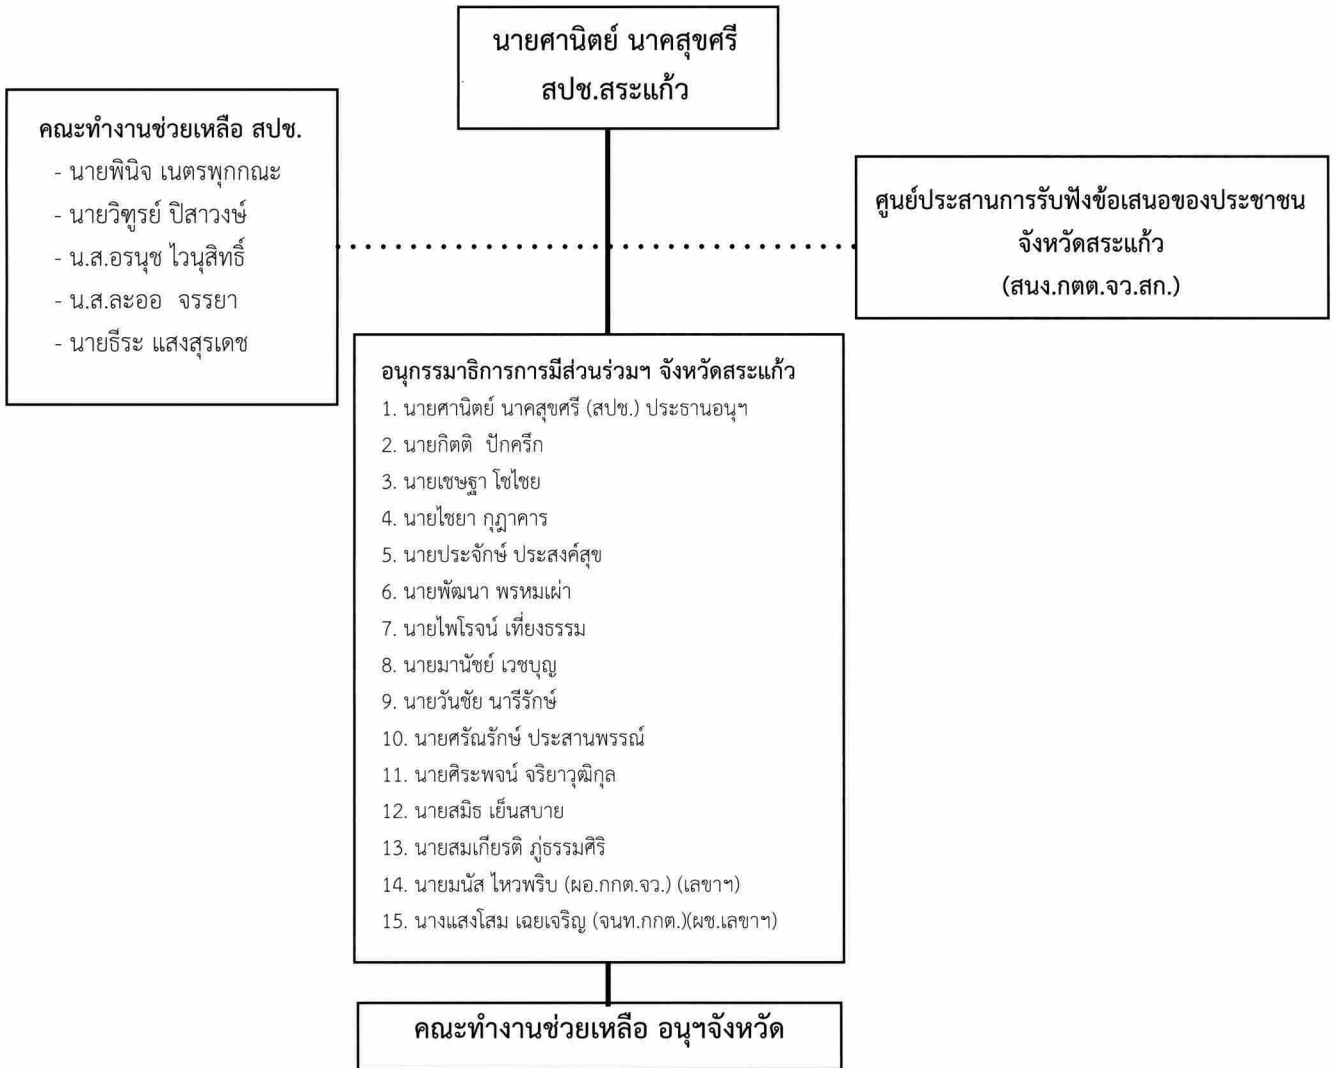 นายศานิตย์ นาคสุขศรี
สปช.สระแก้ว
คณะทำงานช่วยเหลือ สปช.
- นายพินิจ เนตรพุกกณะ
- นายวิฑูรย์ ปิสาวงษ์
- น.ส.อรนุช ไวนุสิทธิ์
- น.ส.ละออ จรรยา
- นายธีระ แสงสุรเดช
ศูนย์ประสานการรับฟังข้อเสนอของประชาชน
จังหวัดสระแก้ว
(สนง.กตต.จว.สก.)
อนุกรรมาธิการการมีส่วนร่วมฯ จังหวัดสระแก้ว
1. นายศานิตย์ นาคสุขศรี (สปช.) ประธานอนุฯ
2. นายกิตติ ปักครึก
3. นายเชษฐา โชไชย
4. นายไชยา กุฎาคาร
5. นายประจักษ์ ประสงค์สุข
6. นายพัฒนา พรหมเผ่า
7. นายไพโรจน์ เที่ยงธรรม
8. นายมานัชย์ เวชบุญ
9. นายวันชัย นารีรักษ์
10. นายศรัณรักษ์ ประสานพรรณ์
11. นายศิระพจน์ จริยาวุฒิกุล
12. นายสมิธ เย็นสบาย
13. นายสมเกียรติ ภู่ธรรมศิริ
14. นายมนัส ไหวพริบ (ผอ.กกต.จว.) (เลขาฯ)
15. นางแสงโสม เฉยเจริญ (จนท.กกต.)(ผช.เลขาฯ)
คณะทำงานช่วยเหลือ อนุฯจังหวัด